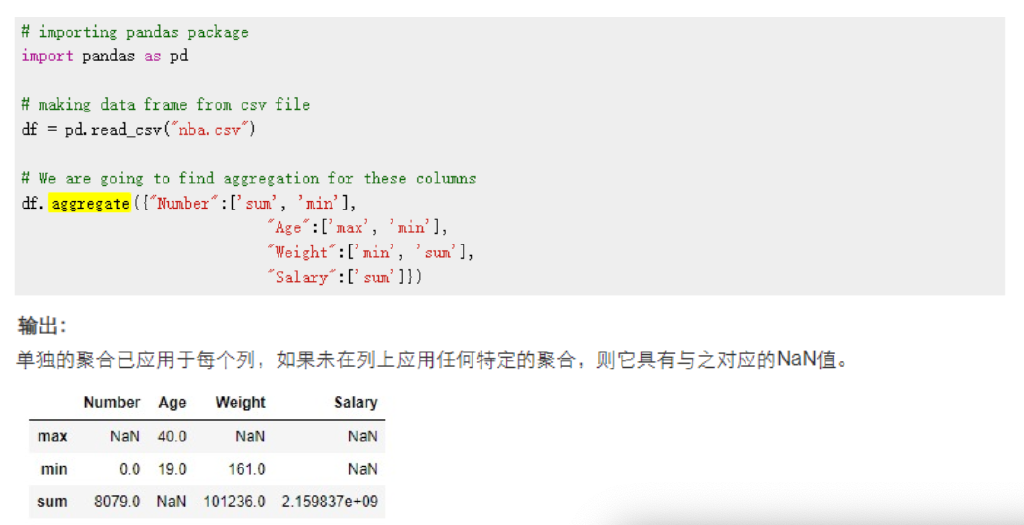 # importing pandas package
import pandas as pd
# making data frame from csv file
df = pd.read_csv("nba.csv")
# We are going to find aggregation for these columns
df.aggregate({"Number":['sum', 'min'],
"Age":['max', 'min'],
"Weight":['min', 'sum'],
"Salary":['sum']})
输出：
单独的聚合已应用于每个列，如果未在列上应用任何特定的聚合，则它具有与之对应的NaN值。
Number Age Weight Salary
max NaN 40.0 NaN NaN
min 0.0 19.0 161.0 NaN
sum 8079.0 NaN 101236.0 2.159837e+09